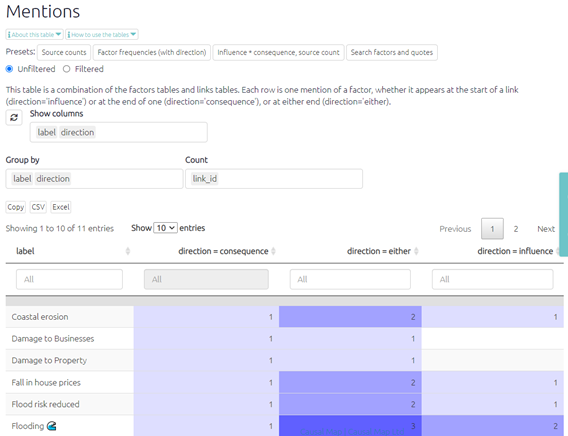 Mentions
About this table
How to use the tables
Presets: Source counts Factor frequencies (with direction) Influence * consequence, source count Search factors and quotes
Unfiltered Filtered
This table is a combination of the factors tables and links tables. Each row is one mention of a factor, whether it appears at the start of a link
(direction='influence') or at the end of one (direction='consequence'), or at either end (direction='either).
Show columns
label direction
Group by Count
label direction link_id
Copy CSV Excel
Showing 1 to 10 of 11 entries Show 10 entries Previous 1 2 Next
label direction = consequence direction = either direction = influence
All All All All
Coastal erosion 1 2 1
Damage to Businesses 1 1
Damage to Property 1 1
Fall in house prices 1 2 1
Flood risk reduced 1 2 1
Flooding 1 3 2